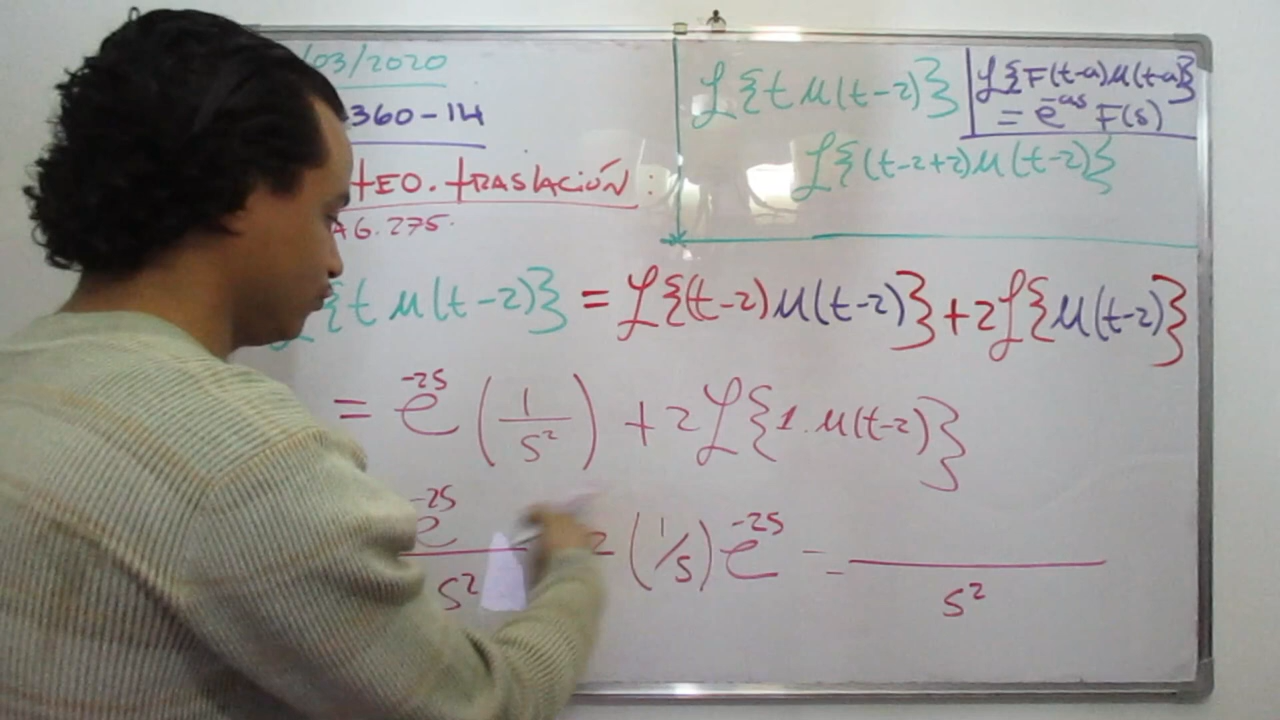 /03/2020
360-14
TEO. TRASLACIÓN :
AG. 275.
ℒ{t μ(t-2)}
ℒ{F(t-a)μ(t-a)}
= e^-as F(s)
ℒ{(t-2+2)μ(t-2)}
ℒ{t μ(t-2)} = ℒ{(t-2)μ(t-2)} + 2ℒ{μ(t-2)}
= e^-2s (1/s²) + 2ℒ{1.μ(t-2)}
e^-2s/s² 2 (1/s) e^-2s = /s²